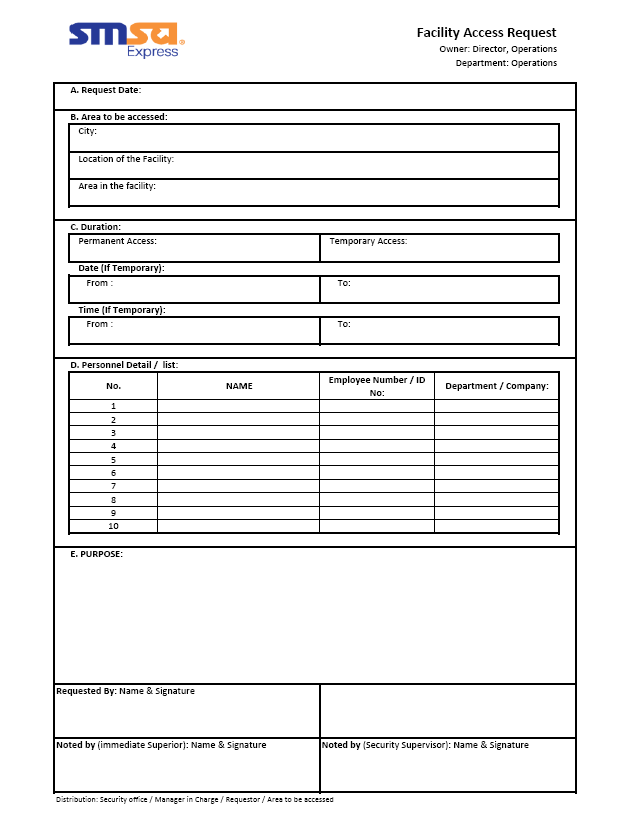 smsa
Express
Facility Access Request
Owner: Director, Operations
Department: Operations
A. Request Date:
B. Area to be accessed:
City:
Location of the Facility:
Area in the facility:
C. Duration:
Permanent Access: Temporary Access:
Date (If Temporary):
From : To:
Time (If Temporary):
From : To:
D. Personnel Detail / list:
No. NAME Employee Number / ID No: Department / Company:
1
2
3
4
5
6
7
8
9
10
E. PURPOSE:
Requested By: Name & Signature
Noted by (immediate Superior): Name & Signature Noted by (Security Supervisor): Name & Signature
Distribution: Security office / Manager in Charge / Requestor / Area to be accessed